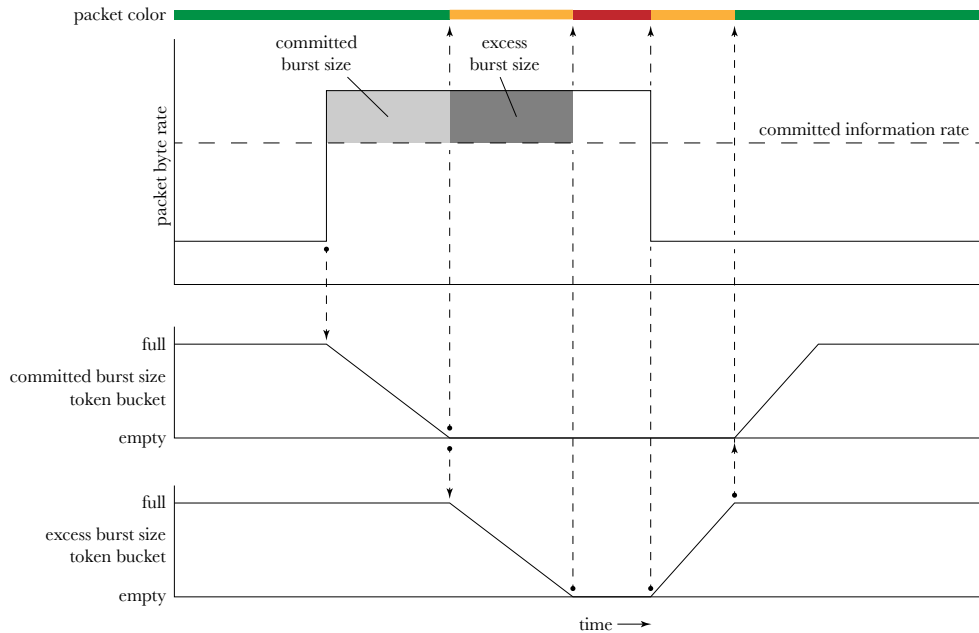 packet color
committed
burst size
excess
burst size
committed information rate
packet byte rate
full
committed burst size
token bucket
empty
full
excess burst size
token bucket
empty
time